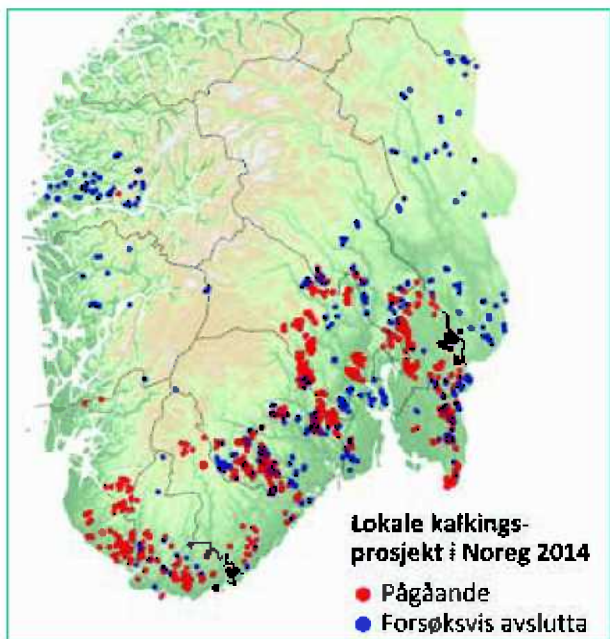 Lokale kalkings-
prosjekt i Noreg 2014
Pågåande
Forsøksvis avslutta